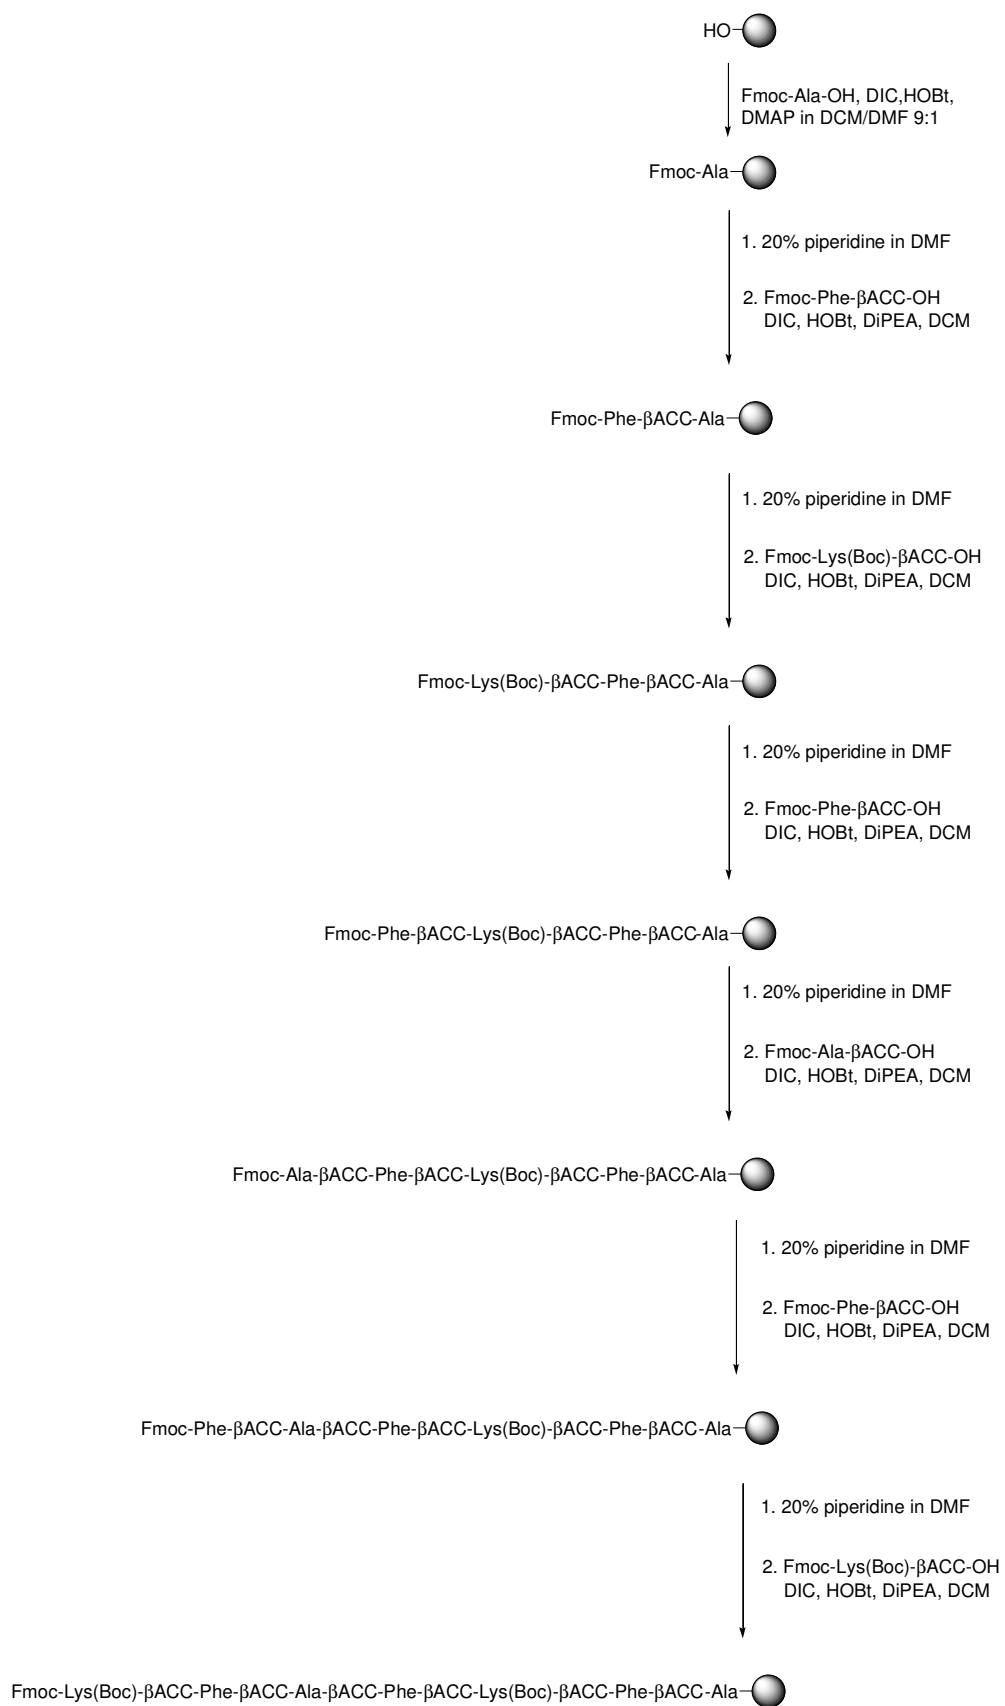 HO
Fmoc-Ala-OH, DIC,HOBt,
DMAP in DCM/DMF 9:1
Fmoc-Ala
1. 20% piperidine in DMF
2. Fmoc-Phe-βACC-OH
DIC, HOBt, DiPEA, DCM
Fmoc-Phe-βACC-Ala
1. 20% piperidine in DMF
2. Fmoc-Lys(Boc)-βACC-OH
DIC, HOBt, DiPEA, DCM
Fmoc-Lys(Boc)-βACC-Phe-βACC-Ala
1. 20% piperidine in DMF
2. Fmoc-Phe-βACC-OH
DIC, HOBt, DiPEA, DCM
Fmoc-Phe-βACC-Lys(Boc)-βACC-Phe-βACC-Ala
1. 20% piperidine in DMF
2. Fmoc-Ala-βACC-OH
DIC, HOBt, DiPEA, DCM
Fmoc-Ala-βACC-Phe-βACC-Lys(Boc)-βACC-Phe-βACC-Ala
1. 20% piperidine in DMF
2. Fmoc-Phe-βACC-OH
DIC, HOBt, DiPEA, DCM
Fmoc-Phe-βACC-Ala-βACC-Phe-βACC-Lys(Boc)-βACC-Phe-βACC-Ala
1. 20% piperidine in DMF
2. Fmoc-Lys(Boc)-βACC-OH
DIC, HOBt, DiPEA, DCM
Fmoc-Lys(Boc)-βACC-Phe-βACC-Ala-βACC-Phe-βACC-Lys(Boc)-βACC-Phe-βACC-Ala